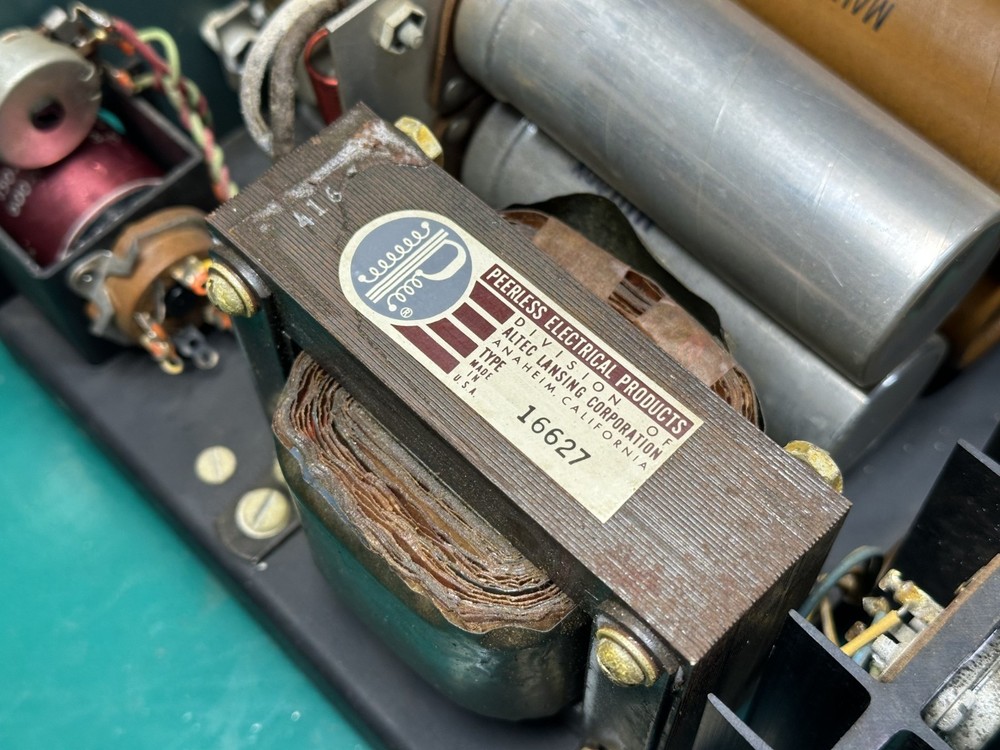 416
®
PEERLESS ELECTRICAL PRODUCTS
DIVISION OF
ALTEC LANSING CORPORATION
ANAHEIM, CALIFORNIA
TYPE
16627
MADE
IN
U.S.A.